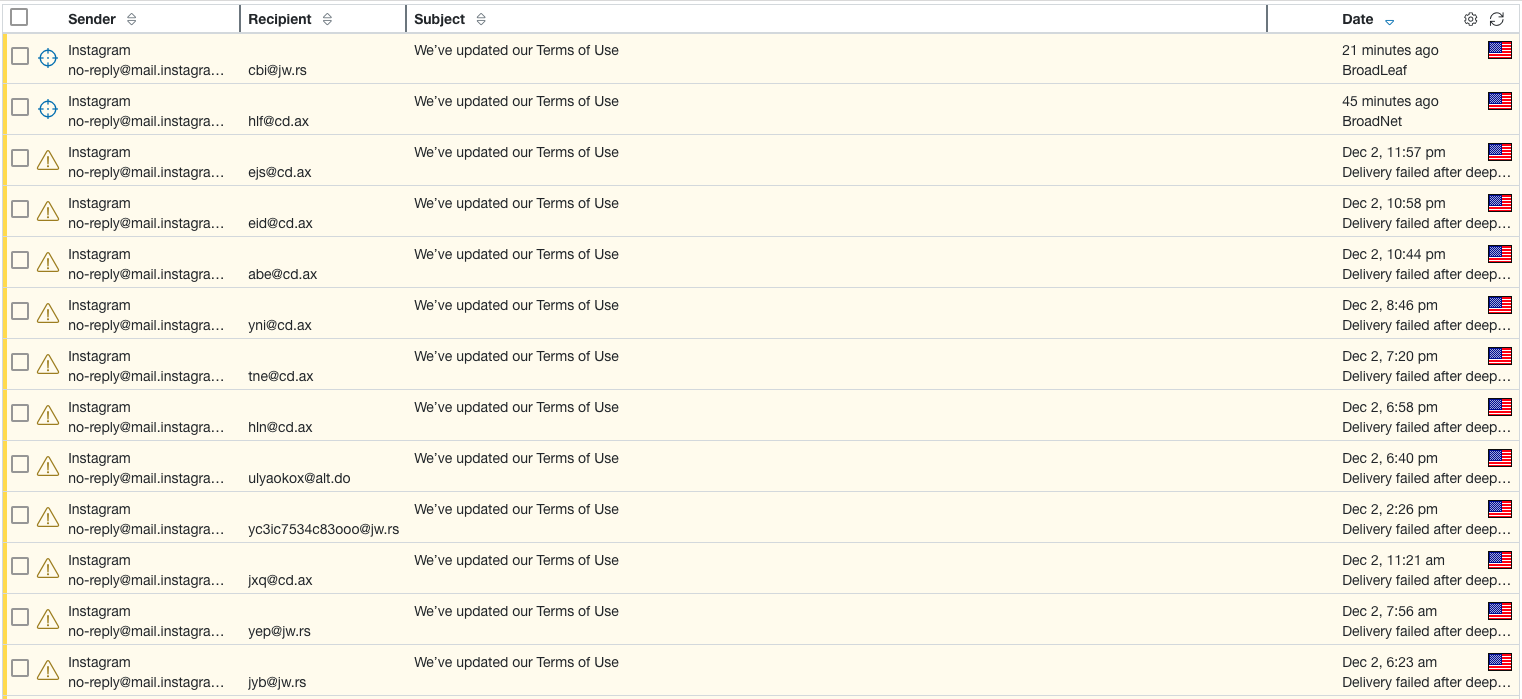 Sender Recipient Subject Date
Instagram We’ve updated our Terms of Use 21 minutes ago
no-reply@mail.instagra… cbi@jw.rs BroadLeaf
Instagram We’ve updated our Terms of Use 45 minutes ago
no-reply@mail.instagra… hlf@cd.ax BroadNet
Instagram We’ve updated our Terms of Use Dec 2, 11:57 pm
no-reply@mail.instagra… ejs@cd.ax Delivery failed after deep…
Instagram We’ve updated our Terms of Use Dec 2, 10:58 pm
no-reply@mail.instagra… eid@cd.ax Delivery failed after deep…
Instagram We’ve updated our Terms of Use Dec 2, 10:44 pm
no-reply@mail.instagra… abe@cd.ax Delivery failed after deep…
Instagram We’ve updated our Terms of Use Dec 2, 8:46 pm
no-reply@mail.instagra… yni@cd.ax Delivery failed after deep…
Instagram We’ve updated our Terms of Use Dec 2, 7:20 pm
no-reply@mail.instagra… tne@cd.ax Delivery failed after deep…
Instagram We’ve updated our Terms of Use Dec 2, 6:58 pm
no-reply@mail.instagra… hln@cd.ax Delivery failed after deep…
Instagram We’ve updated our Terms of Use Dec 2, 6:40 pm
no-reply@mail.instagra… ulyaokox@alt.do Delivery failed after deep…
Instagram We’ve updated our Terms of Use Dec 2, 2:26 pm
no-reply@mail.instagra… yc3ic7534c83ooo@jw.rs Delivery failed after deep…
Instagram We’ve updated our Terms of Use Dec 2, 11:21 am
no-reply@mail.instagra… jxq@cd.ax Delivery failed after deep…
Instagram We’ve updated our Terms of Use Dec 2, 7:56 am
no-reply@mail.instagra… yep@jw.rs Delivery failed after deep…
Instagram We’ve updated our Terms of Use Dec 2, 6:23 am
no-reply@mail.instagra… jyb@jw.rs Delivery failed after deep…